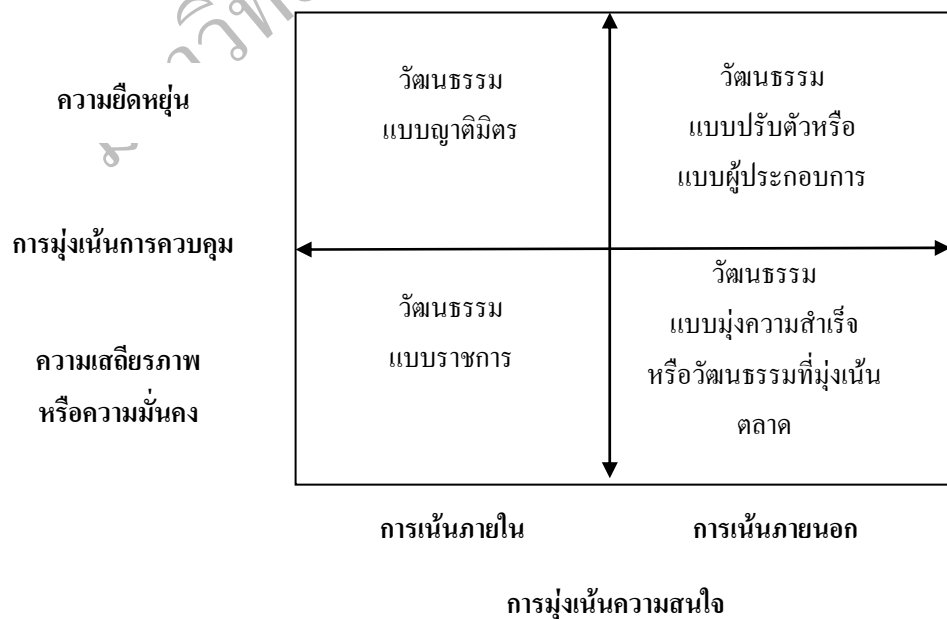 ความยืดหยุ่น
วัฒนธรรม
แบบญาติมิตร
วัฒนธรรม
แบบปรับตัวหรือ
แบบผู้ประกอบการ
การมุ่งเน้นการควบคุม
ความเสถียรภาพ
หรือความมั่นคง
วัฒนธรรม
แบบราชการ
วัฒนธรรม
แบบมุ่งความสำเร็จ
หรือวัฒนธรรมที่มุ่งเน้น
ตลาด
การเน้นภายใน
การเน้นภายนอก
การมุ่งเน้นความสนใจ